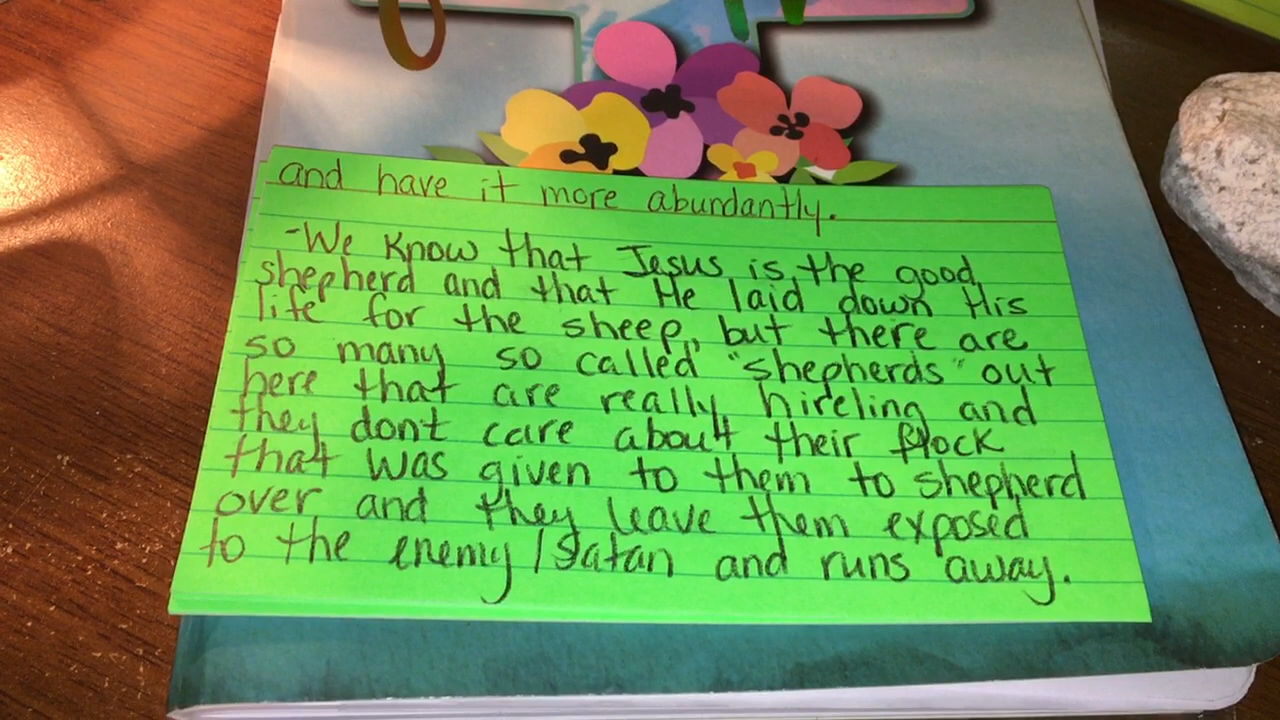 and have it more abundantly.
-We know that Jesus is the good
shepherd and that He laid down His
life for the sheep, but there are
so many so called "shepherds" out
here that are really hireling and
they don't care about their flock
that was given to them to shepherd
over and they leave them exposed
to the enemy/Satan and runs away.